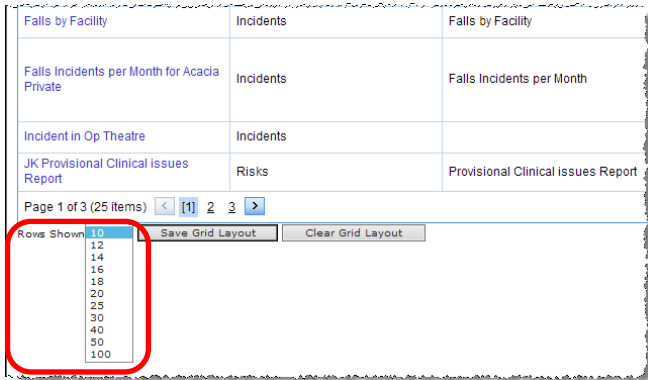 Falls by Facility Incidents Falls by Facility
Falls Incidents per Month for Acacia Private Incidents Falls Incidents per Month
Incident in Op Theatre Incidents
JK Provisional Clinical issues Report Risks Provisional Clinical issues Report
Page 1 of 3 (25 items) < [1] 2 3 >
Rows Shown 10 Save Grid Layout Clear Grid Layout
12
14
16
18
20
25
30
40
50
100